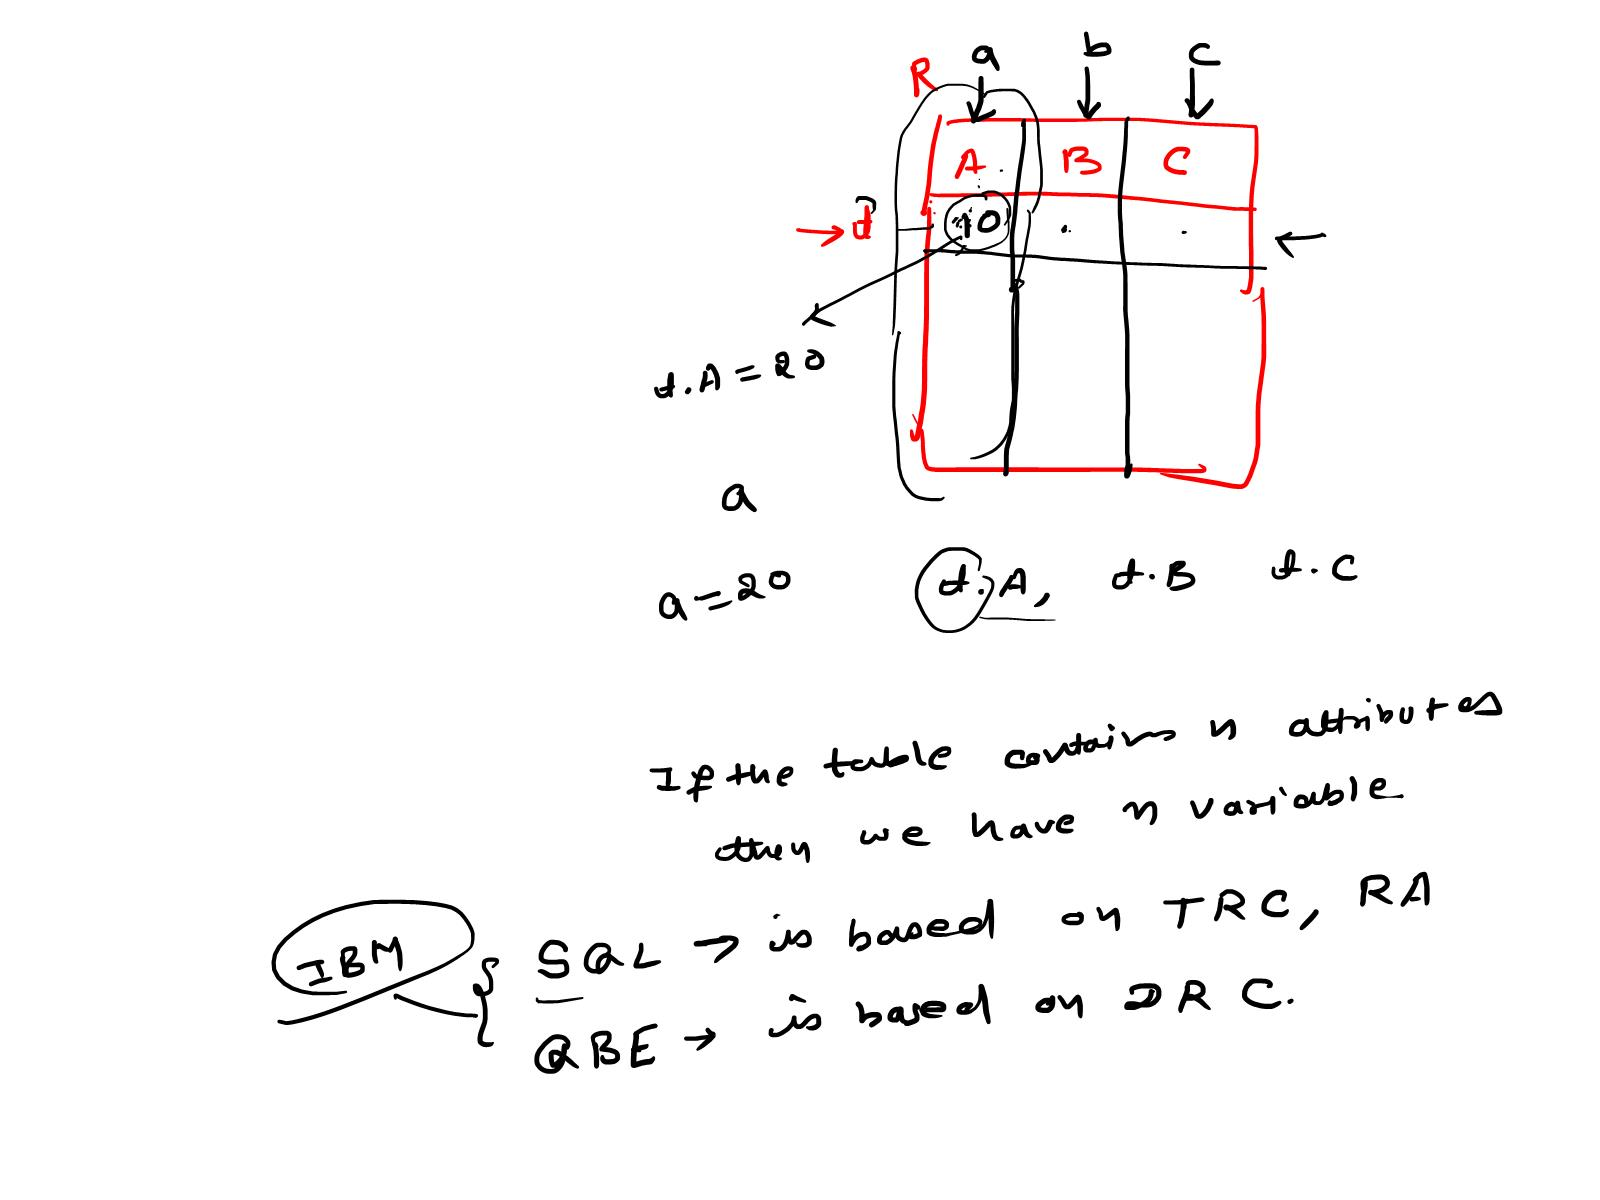 a b c
R
A B C
t 10
t.A = 20
a
a = 20 t.A, t.B t.C
If the table contains n attributes
then we have n variable
IBM SQL → is based on TRC, RA
QBE → is based on DRC.